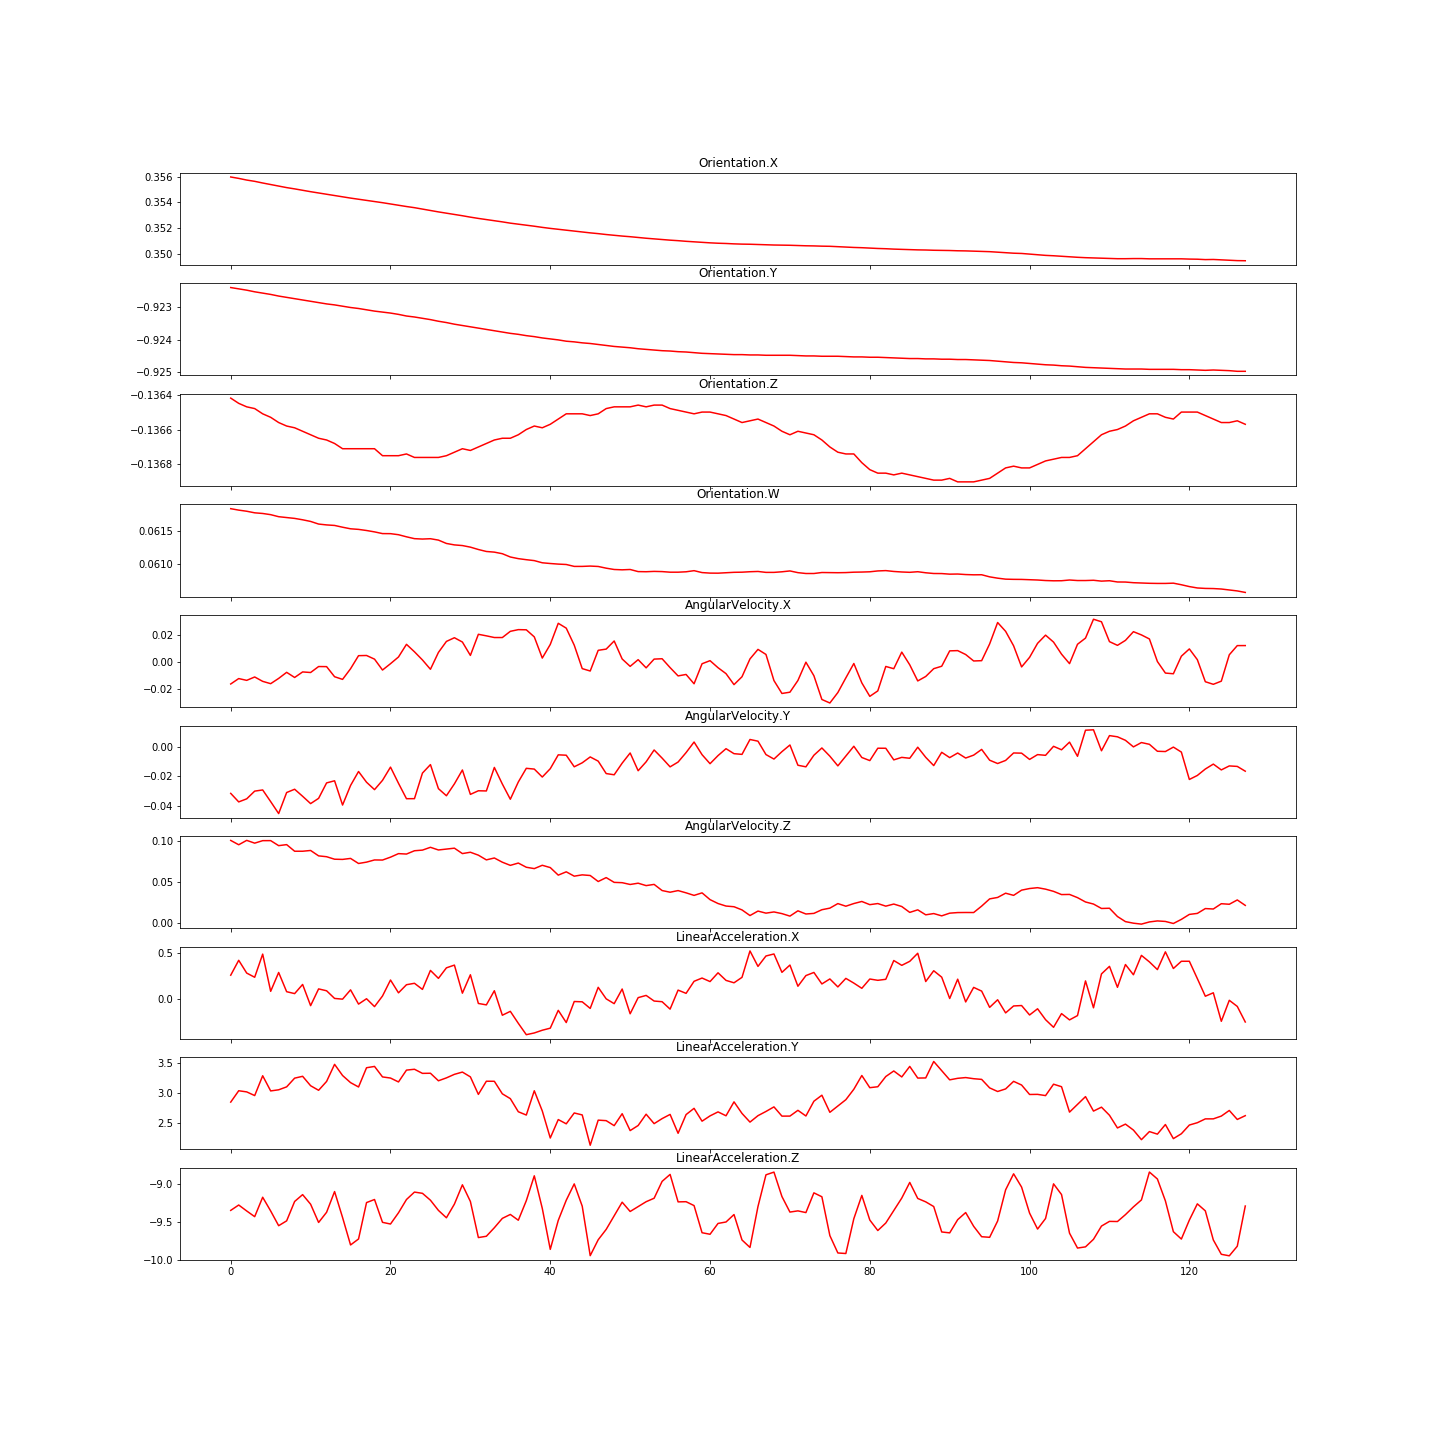 Orientation.X
0.356
0.354
0.352
0.350
Orientation.Y
−0.923
−0.924
−0.925
Orientation.Z
−0.1364
−0.1366
−0.1368
Orientation.W
0.0615
0.0610
AngularVelocity.X
0.02
0.00
−0.02
AngularVelocity.Y
0.00
−0.02
−0.04
AngularVelocity.Z
0.10
0.05
0.00
LinearAcceleration.X
0.5
0.0
LinearAcceleration.Y
3.5
3.0
2.5
LinearAcceleration.Z
−9.0
−9.5
−10.0
0 20 40 60 80 100 120